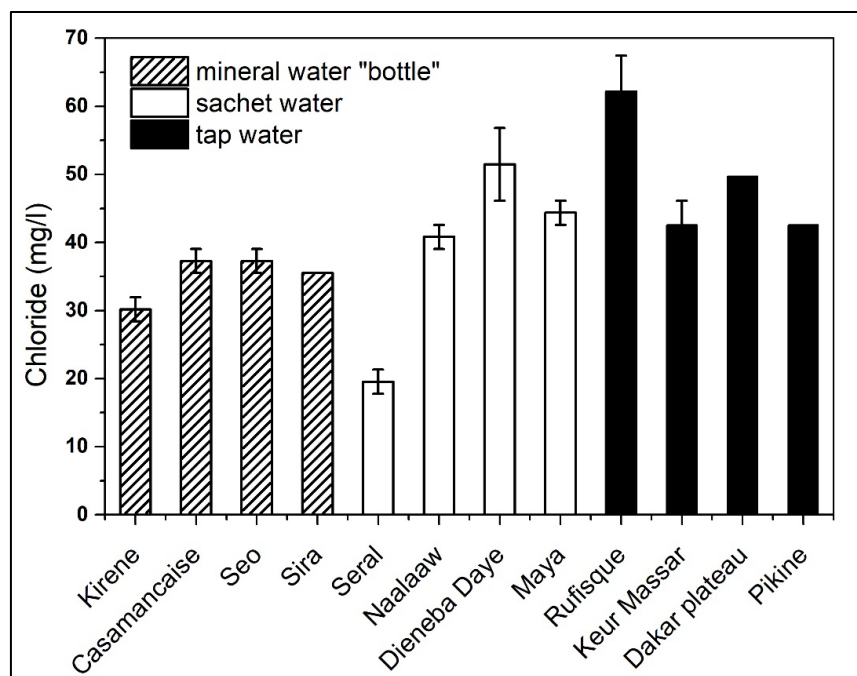 70
60
50
40
30
20
10
0
Chloride (mg/l)
mineral water "bottle"
sachet water
tap water
Kirene
Casamancaise
Seo
Sira
Seral
Naalaaw
Dieneba Daye
Maya
Rufisque
Keur Massar
Dakar plateau
Pikine